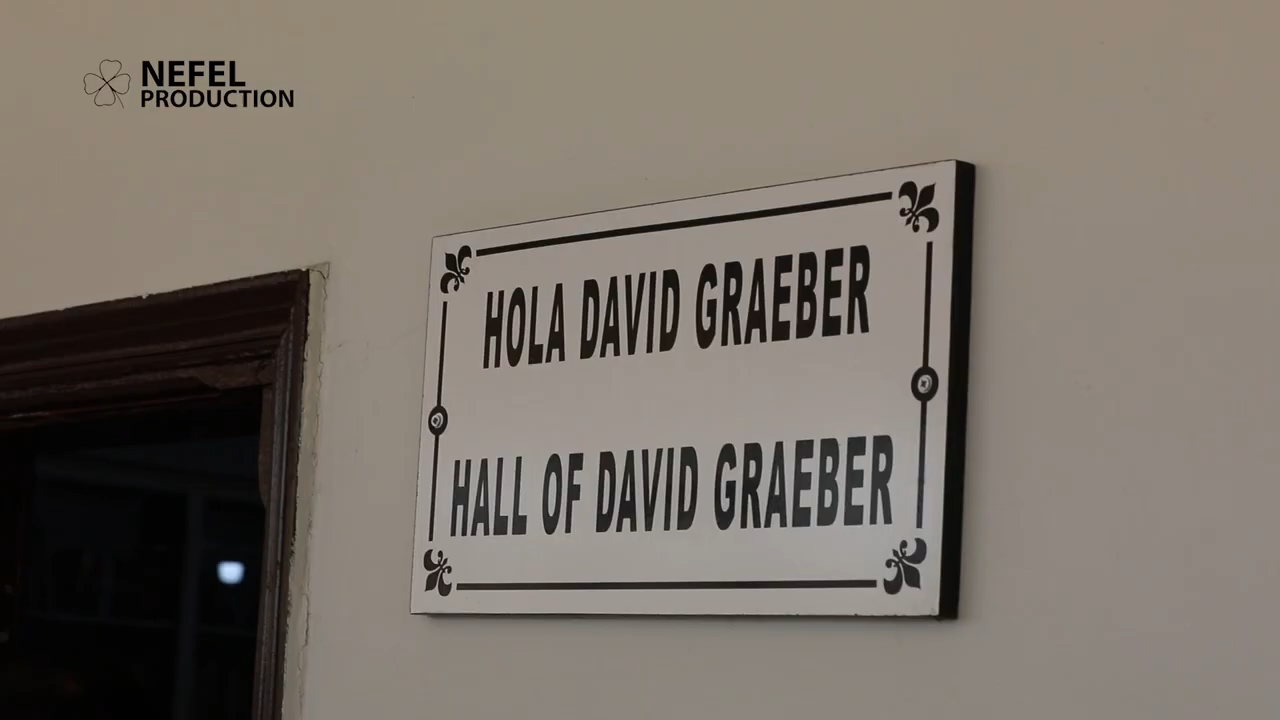 NEFEL
PRODUCTION
HOLA DAVID GRAEBER
HALL OF DAVID GRAEBER